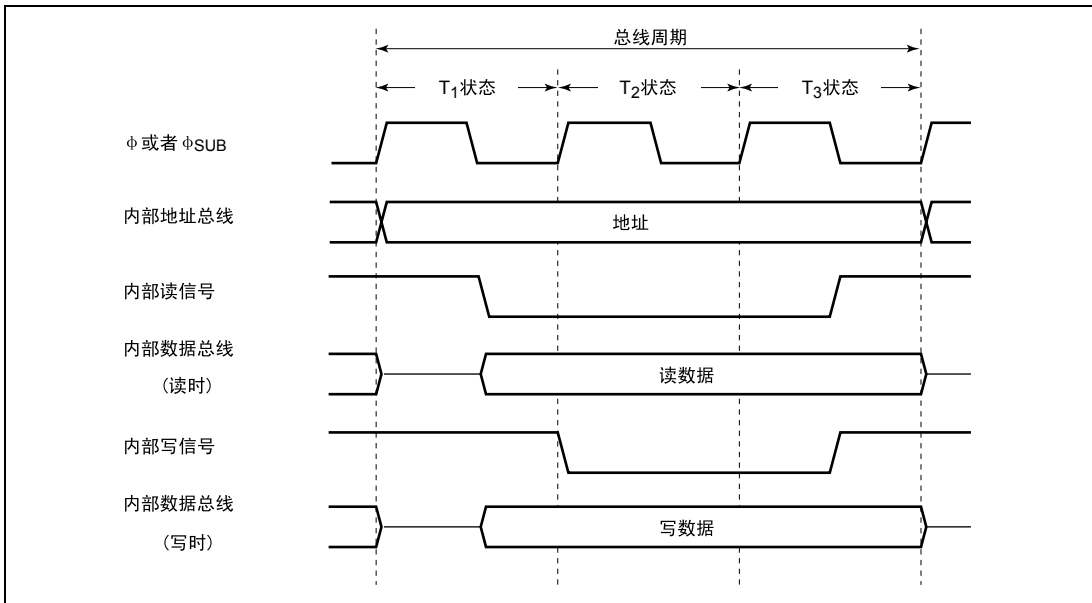 总线周期
T1状态
T2状态
T3状态
φ或者φSUB
内部地址总线
地址
内部读信号
内部数据总线
(读时)
读数据
内部写信号
内部数据总线
(写时)
写数据